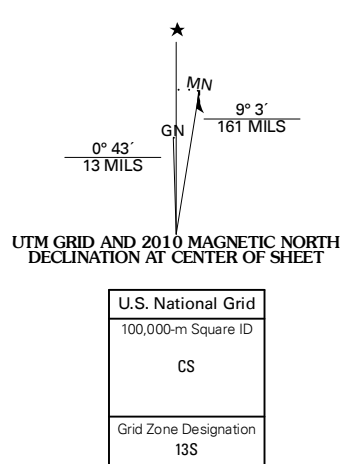 MN
9° 3´
161 MILS
GN
0° 43´
13 MILS
UTM GRID AND 2010 MAGNETIC NORTH
DECLINATION AT CENTER OF SHEET
U.S. National Grid
100,000-m Square ID
CS
Grid Zone Designation
13S